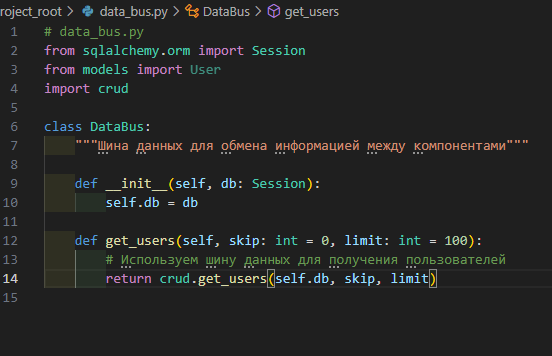 roject_root > data_bus.py > DataBus > get_users
1 # data_bus.py
2 from sqlalchemy.orm import Session
3 from models import User
4 import crud
5
6 class DataBus:
7 """Шина данных для обмена информацией между компонентами"""
8
9 def __init__(self, db: Session):
10 self.db = db
11
12 def get_users(self, skip: int = 0, limit: int = 100):
13 # Используем шину данных для получения пользователей
14 return crud.get_users(self.db, skip, limit)
15